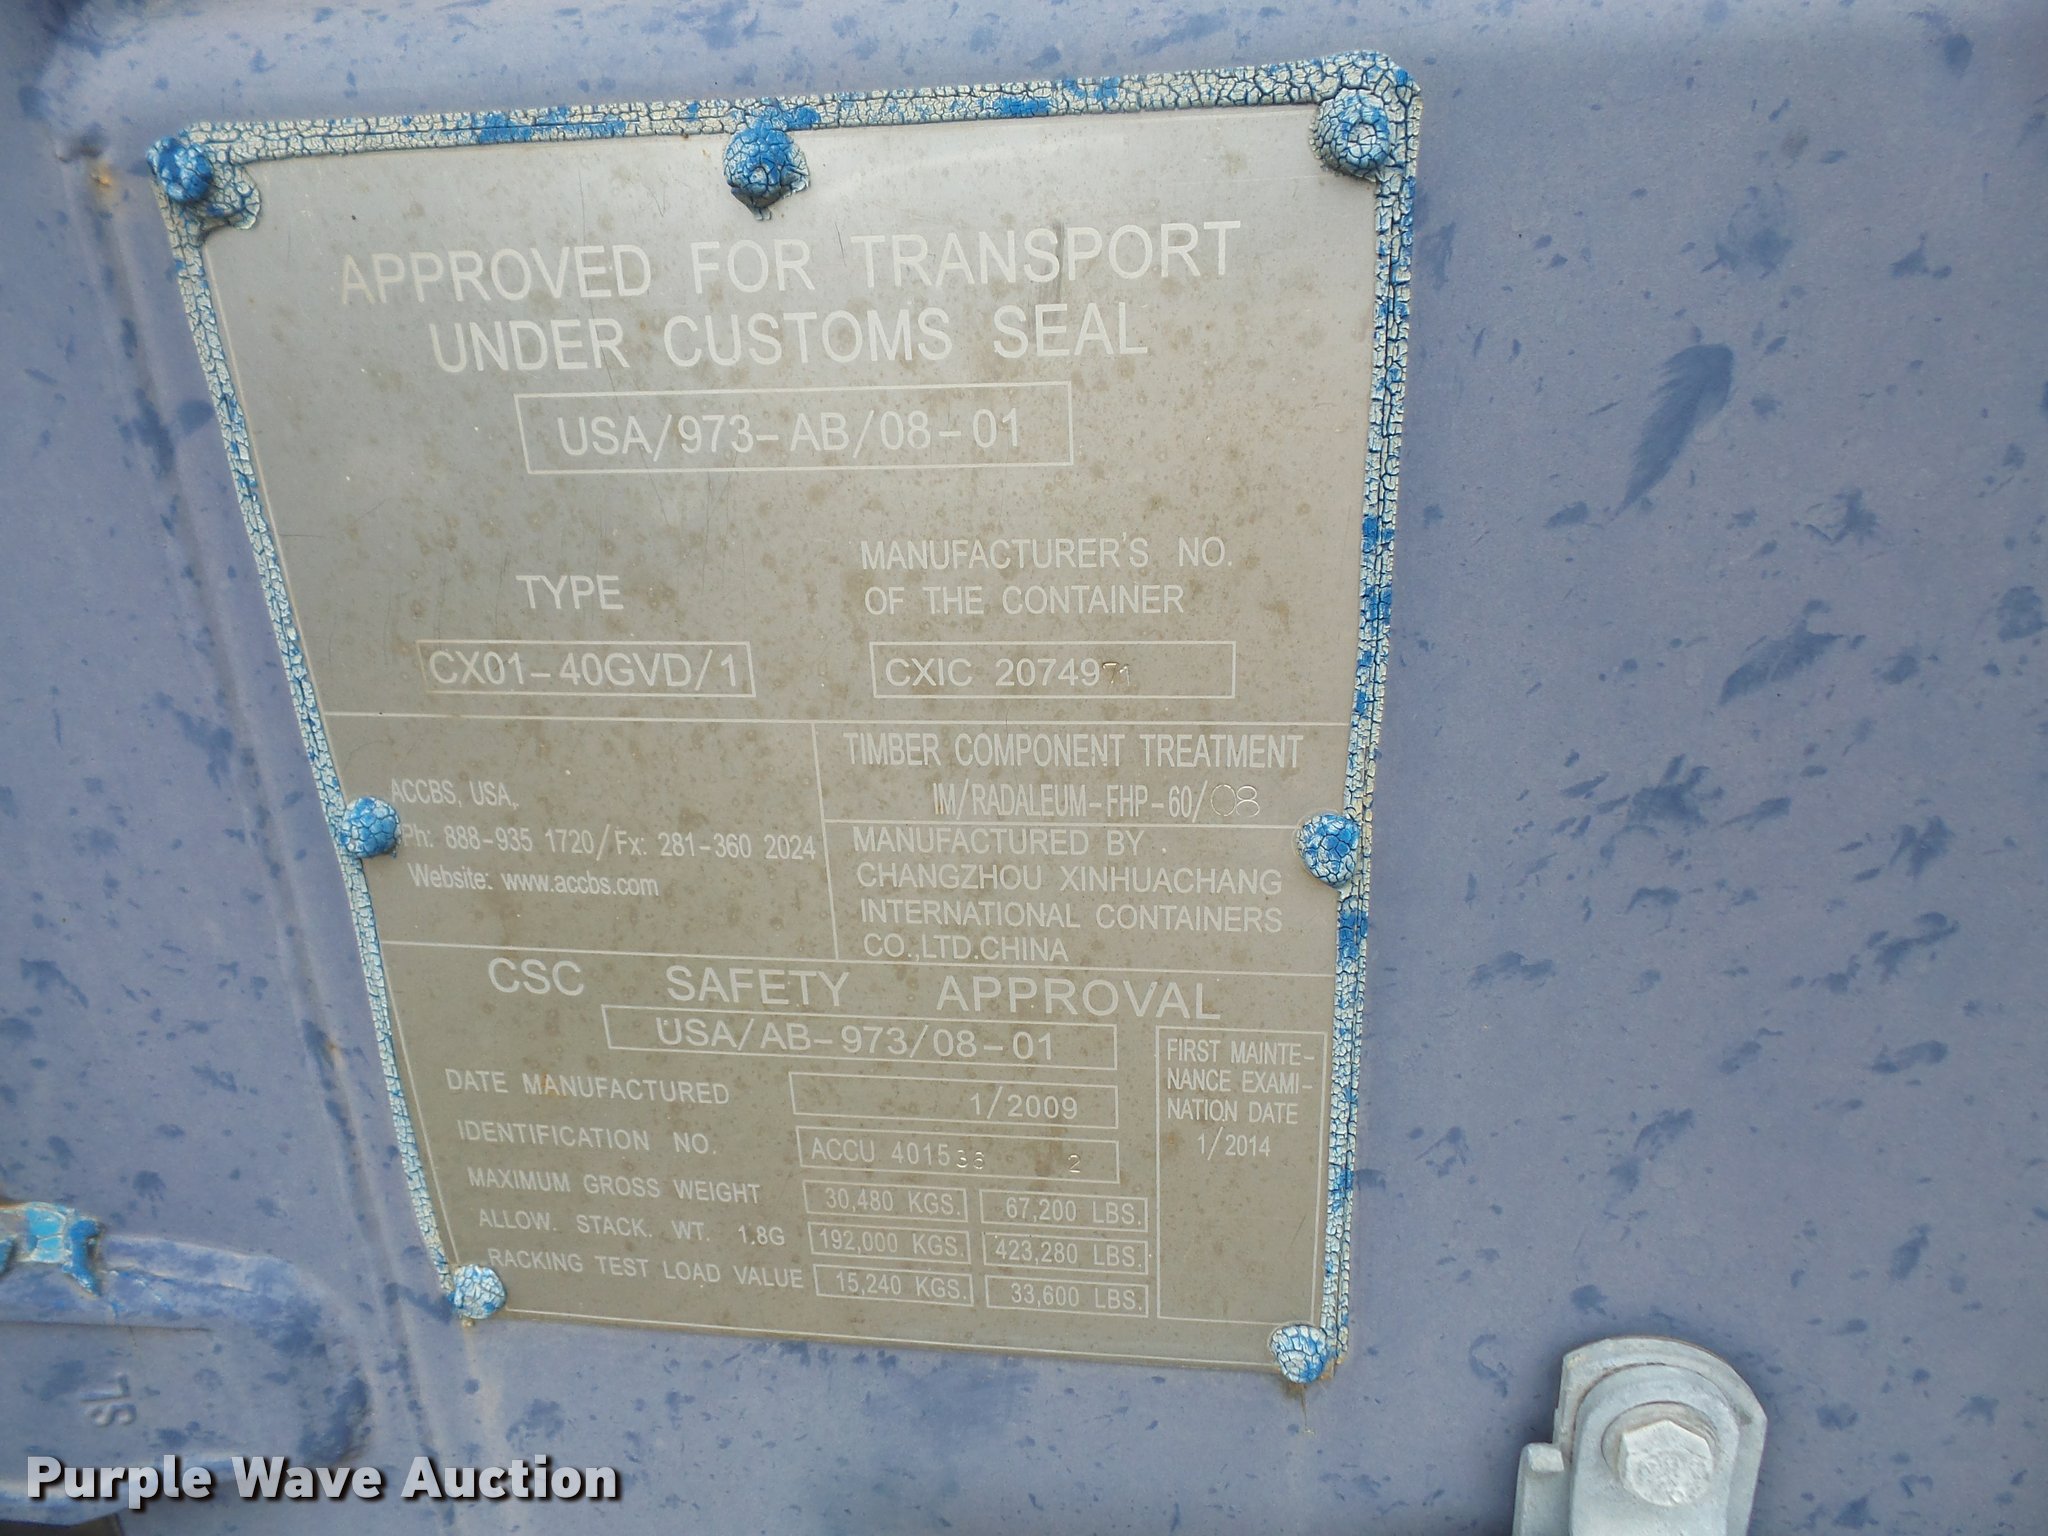 APPROVED FOR TRANSPORT
UNDER CUSTOMS SEAL
USA/973-AB/08-01
TYPE
CX01-40GVD/1
MANUFACTURER'S NO.
OF THE CONTAINER
CXIC 2074971
ACCBS, USA,
Ph: 888-935 1720/Fx: 281-360 2024
Website: www.accbs.com
TIMBER COMPONENT TREATMENT
IM/RADALEUM-FHP-60/08
MANUFACTURED BY
CHANGZHOU XINHUACHANG
INTERNATIONAL CONTAINERS
CO.,LTD.CHINA
CSC SAFETY APPROVAL
USA/AB-973/08-01
DATE MANUFACTURED 1/2009
IDENTIFICATION NO. ACCU 401536 2
MAXIMUM GROSS WEIGHT 30,480 KGS. 67,200 LBS.
ALLOW. STACK. WT. 1.8G 192,000 KGS. 423,280 LBS.
RACKING TEST LOAD VALUE 15,240 KGS. 33,600 LBS.
FIRST MAINTE-
NANCE EXAMI-
NATION DATE
1/2014
Purple Wave Auction